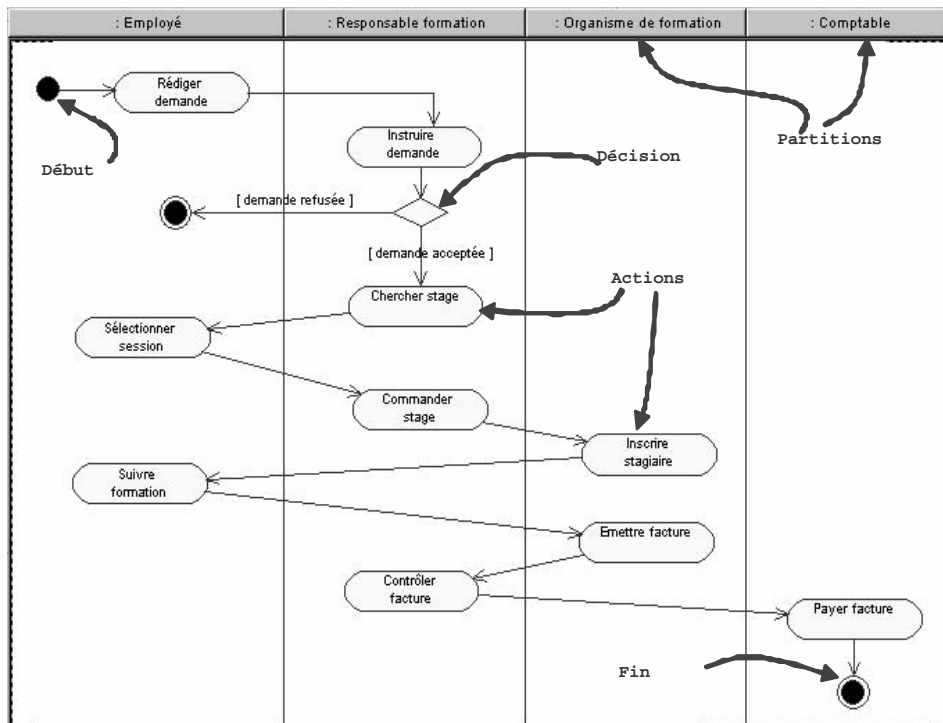 : Employé
: Responsable formation
: Organisme de formation
: Comptable
Rédiger
demande
Instruire
demande
Partitions
Début
Décision
[ demande refusée ]
[ demande acceptée ]
Actions
Chercher stage
Sélectionner
session
Commander
stage
Inscrire
stagiaire
Suivre
formation
Emettre facture
Contrôler
facture
Payer facture
Fin